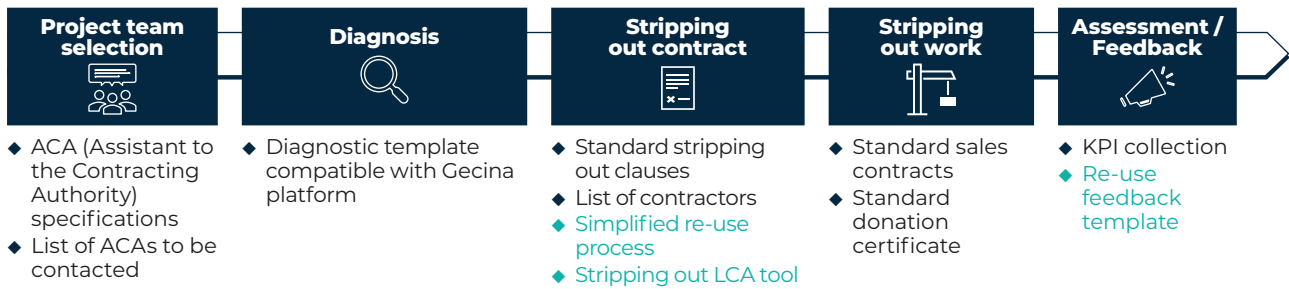 Project team
selection
Diagnosis
Stripping
out contract
Stripping
out work
Assessment /
Feedback
◆ ACA (Assistant to
the Contracting
Authority)
specifications
◆ List of ACAs to be
contacted
◆ Diagnostic template
compatible with Gecina
platform
◆ Standard stripping
out clauses
◆ List of contractors
◆ Simplified re-use
process
◆ Stripping out LCA tool
◆ Standard sales
contracts
◆ Standard
donation
certificate
◆ KPI collection
◆ Re-use
feedback
template